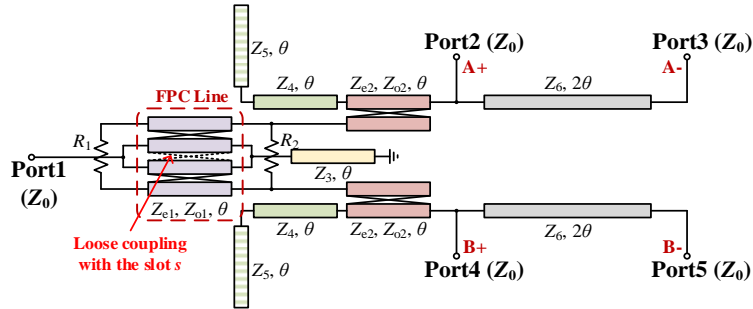 Port2 (Z₀)
Port3 (Z₀)
A+
A-
Z₅, θ
Z₄, θ
Zₑ₂, Zₒ₂, θ
Z₆, 2θ
FPC Line
R₁
R₂
Port1
(Z₀)
Z₃, θ
Zₑ₁, Zₒ₁, θ
Loose coupling
with the slot s
Z₄, θ
Zₑ₂, Zₒ₂, θ
Z₆, 2θ
Z₅, θ
B+
B-
Port4 (Z₀)
Port5 (Z₀)